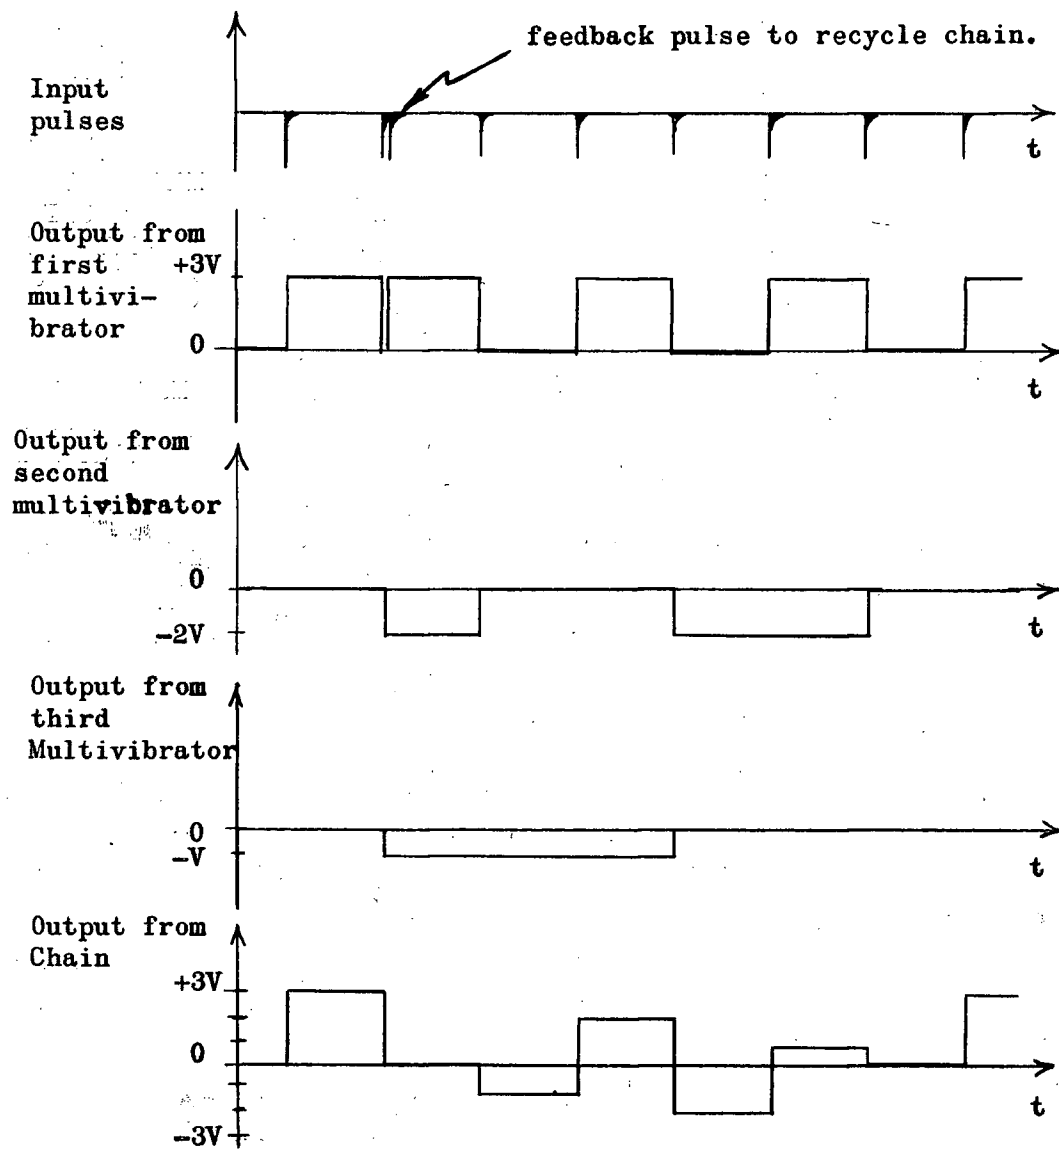 feedback pulse to recycle chain.
Input
pulses
t
Output from
first +3V
multivi-
brator
0
t
Output from
second
multivibrator
0
-2V
t
Output from
third
Multivibrator
0
-V
t
Output from
Chain
+3V
0
t
-3V